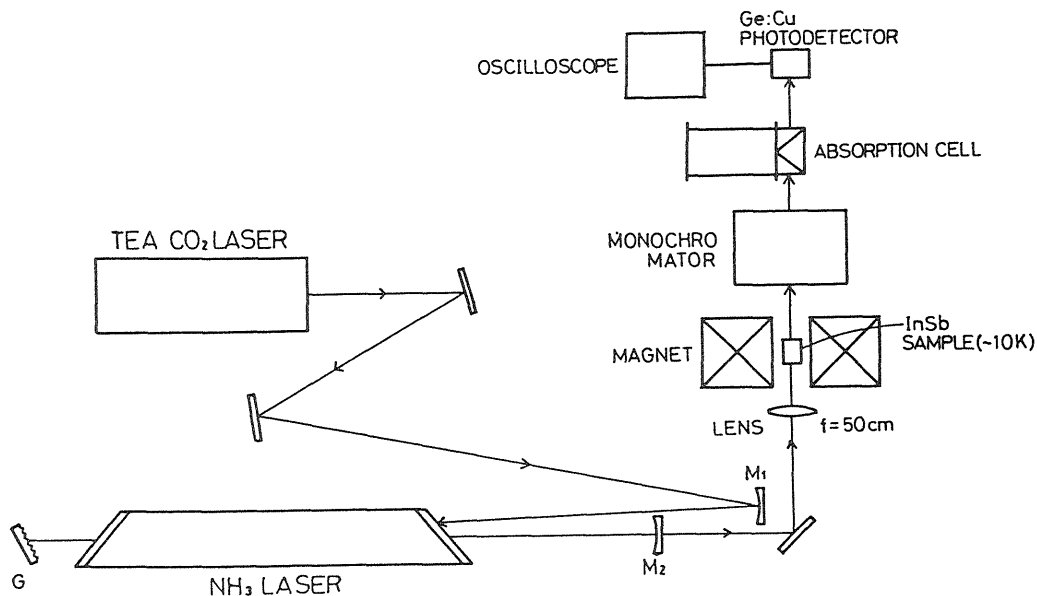 Ge:Cu
PHOTODETECTOR
OSCILLOSCOPE
ABSORPTION CELL
TEA CO₂ LASER
MONOCHRO
MATOR
InSb
SAMPLE(~10K)
MAGNET
LENS
f=50cm
M₁
M₂
G
NH₃ LASER